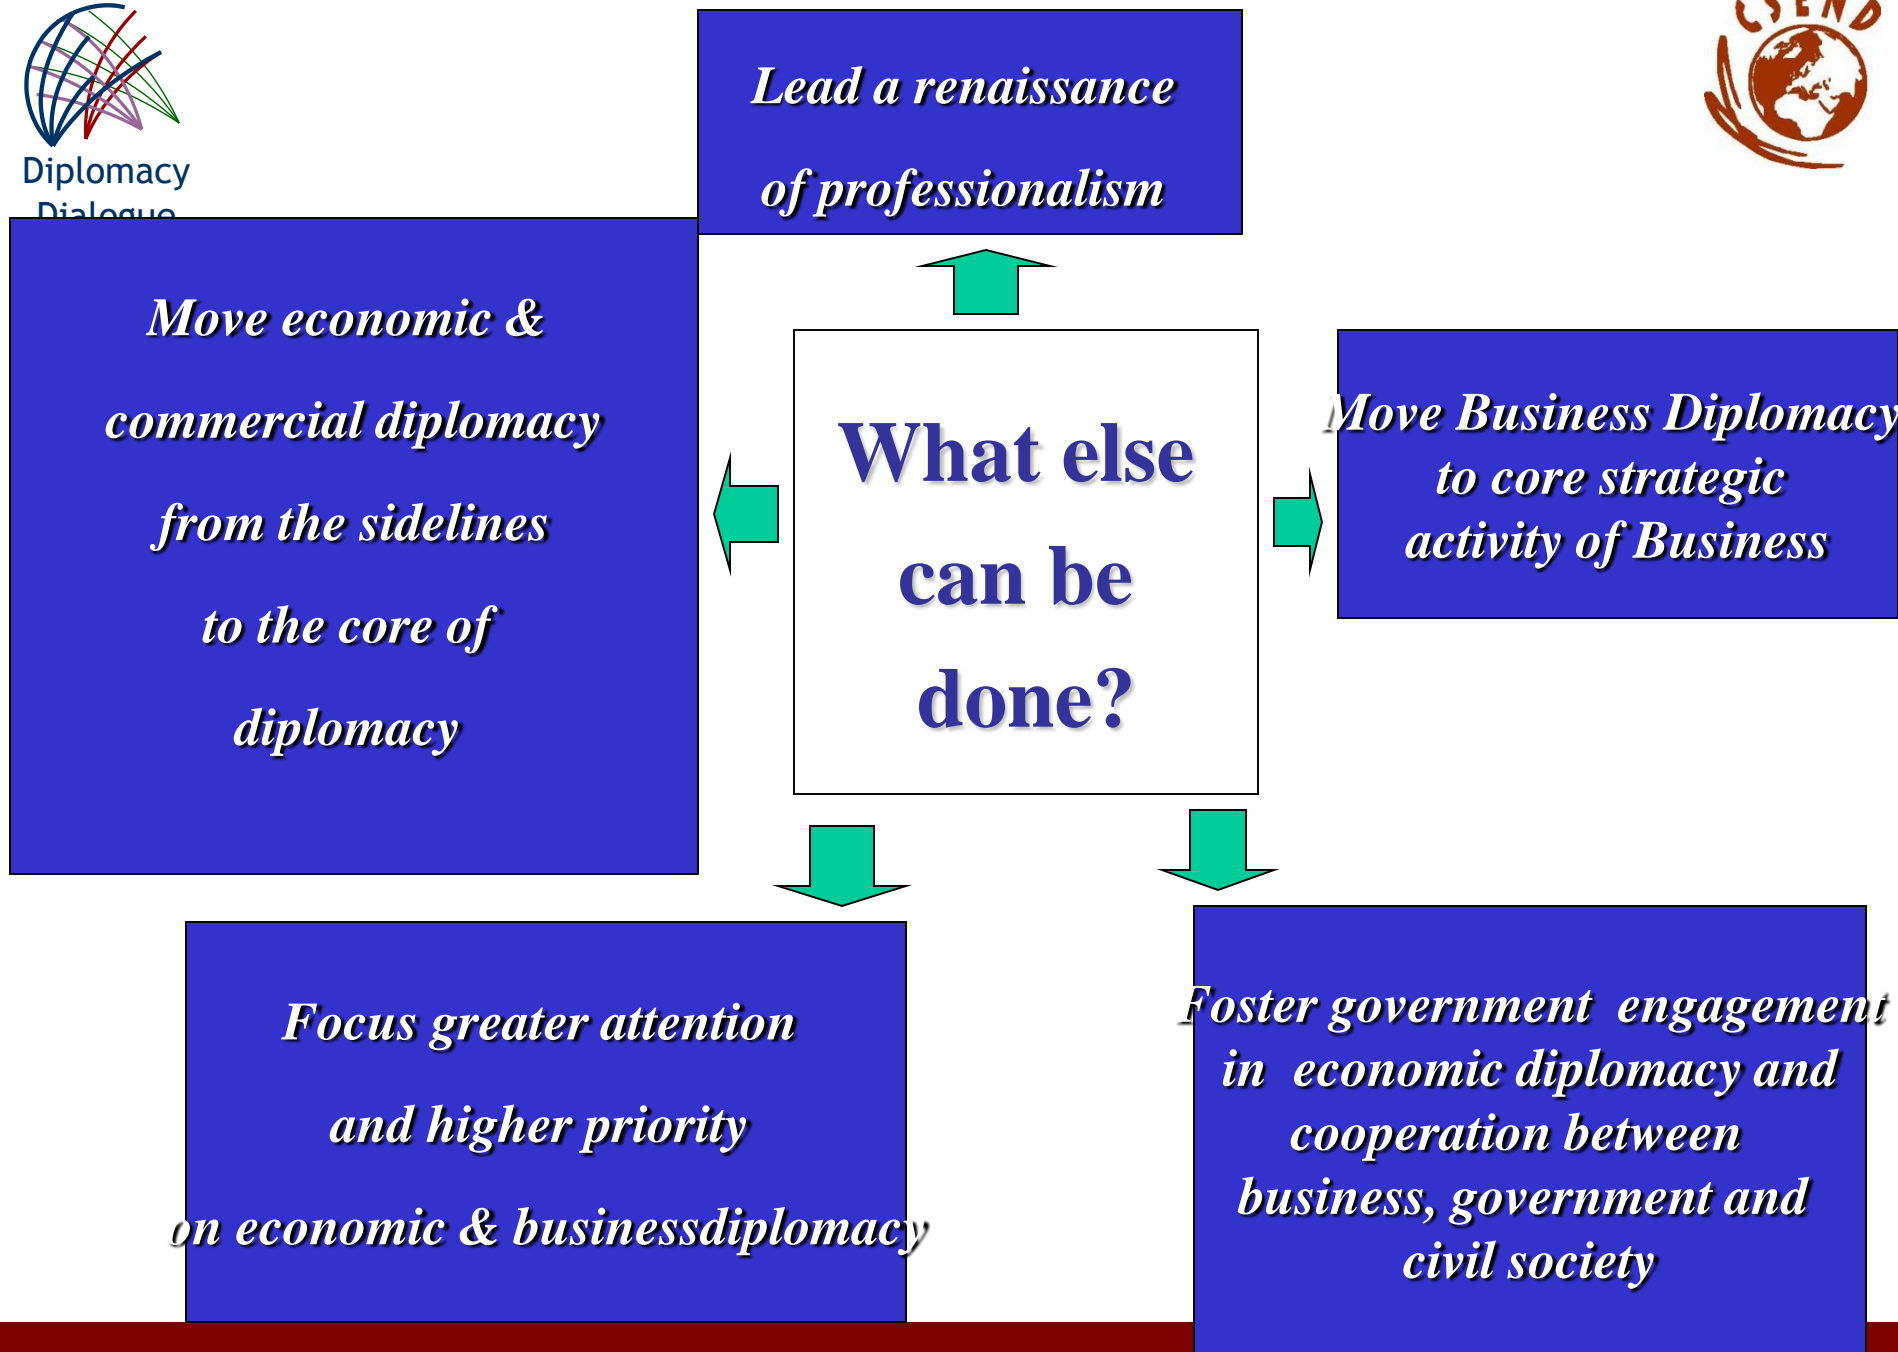 CSEND
Diplomacy
Dialogue
Lead a renaissance
of professionalism
Move economic &
commercial diplomacy
from the sidelines
to the core of
diplomacy
What else
can be
done?
Move Business Diplomacy
to core strategic
activity of Business
Focus greater attention
and higher priority
on economic & businessdiplomacy
Foster government engagement
in economic diplomacy and
cooperation between
business, government and
civil society